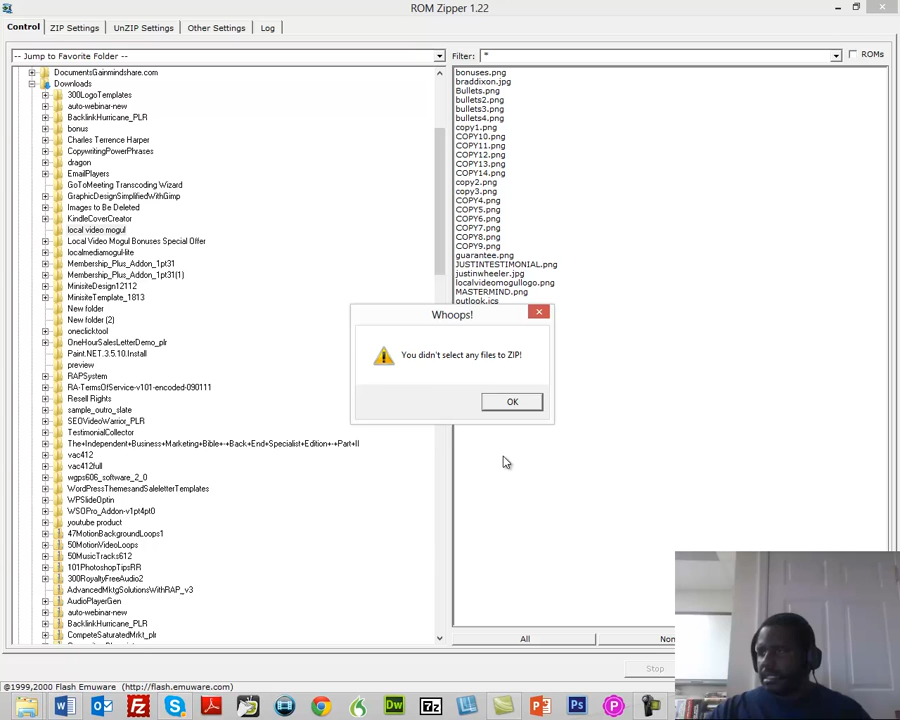 ROM Zipper 1.22
Control
ZIP Settings
UnZIP Settings
Other Settings
Log
-- Jump to Favorite Folder --
Filter:
*
ROMs
DocumentsGainmindshare.com
Downloads
300LogoTemplates
auto-webinar-new
BacklinkHurricane_PLR
bonus
Charles Terrence Harper
CopywritingPowerPhrases
dragon
EmailPlayers
GoToMeeting Transcoding Wizard
GraphicDesignSimplifiedWithGimp
Images to Be Deleted
KindleCoverCreator
local video mogul
Local Video Mogul Bonuses Special Offer
localmediamogul-lite
Membership_Plus_Addon_1pt31
Membership_Plus_Addon_1pt31(1)
MinisiteDesign12112
MinisiteTemplate_1813
New folder
New folder (2)
oneclicktool
OneHourSalesLetterDemo_plr
Paint.NET.3.5.10.Install
preview
RAPSystem
RA-TermsOfService-v101-encoded-090111
Resell Rights
sample_outro_slate
SEOVideoWarrior_PLR
TestimonialCollector
The+Independent+Business+Marketing+Bible+-+Back+End+Specialist+Edition+-+Part+II
vac412
vac412full
wgps606_software_2_0
WordPressThemesandSaleletterTemplates
WPSlideOptin
WSOPro_Addon-v1pt4pt0
youtube product
47MotionBackgroundLoops1
50MotionVideoLoops
50MusicTracks612
101PhotoshopTipsRR
300RoyaltyFreeAudio2
AdvancedMktgSolutionsWithRAP_v3
AudioPlayerGen
auto-webinar-new
BacklinkHurricane_PLR
CompeteSaturatedMrkt_plr
bonuses.png
braddixon.jpg
Bullets.png
bullets2.png
bullets3.png
bullets4.png
copy1.png
COPY10.png
COPY11.png
COPY12.png
COPY13.png
COPY14.png
copy2.png
copy3.png
COPY4.png
COPY5.png
COPY6.png
COPY7.png
COPY8.png
COPY9.png
guarantee.png
JUSTINTESTIMONIAL.png
justinwheeler.jpg
localvideomogullogo.png
MASTERMIND.png
outlook.ics
Whoops!
You didn't select any files to ZIP!
OK
All
Non
Stop
@1999,2000 Flash Emuware (http://flash.emuware.com)